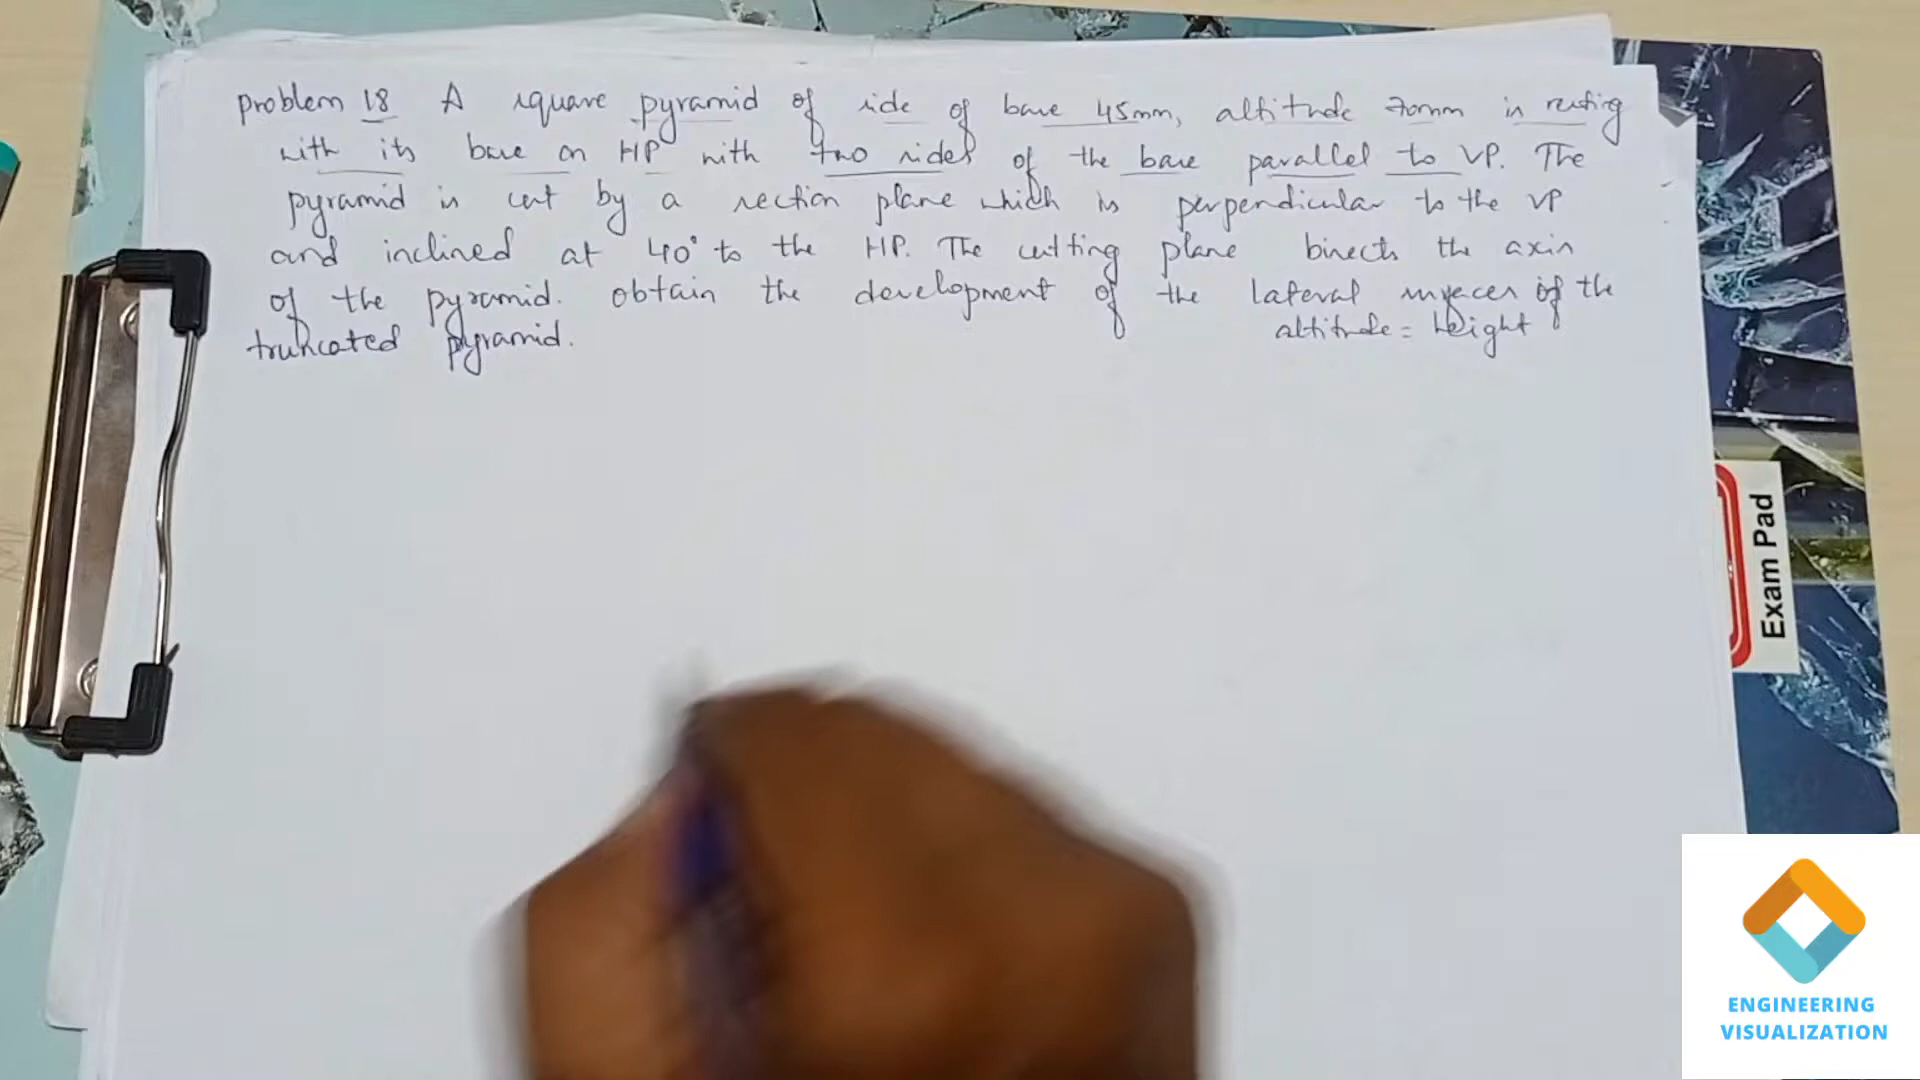 problem 18 A square pyramid of side of base 45mm, altitude 70mm is resting
with its base on HP with two sides of the base parallel to VP. The
pyramid is cut by a section plane which is perpendicular to the VP
and inclined at 40° to the HP. The cutting plane bisects the axis
of the pyramid. obtain the development of the lateral surfaces of the
truncated pyramid.
altitude = height
Exam Pad
ENGINEERING
VISUALIZATION